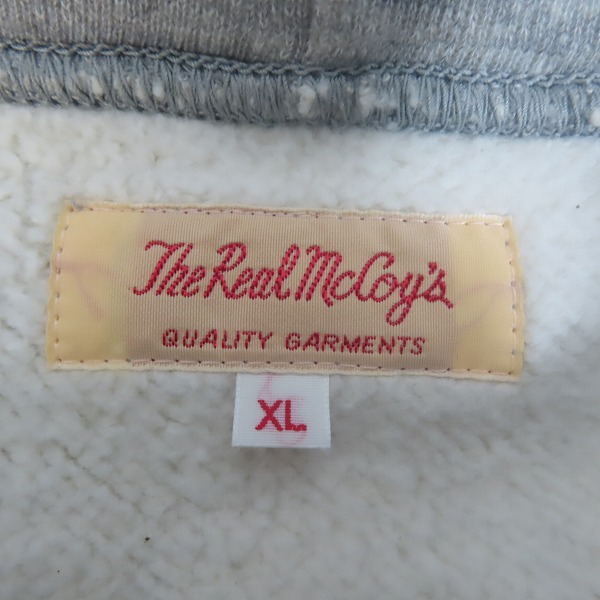 The Real McCoy's
QUALITY GARMENTS
XL